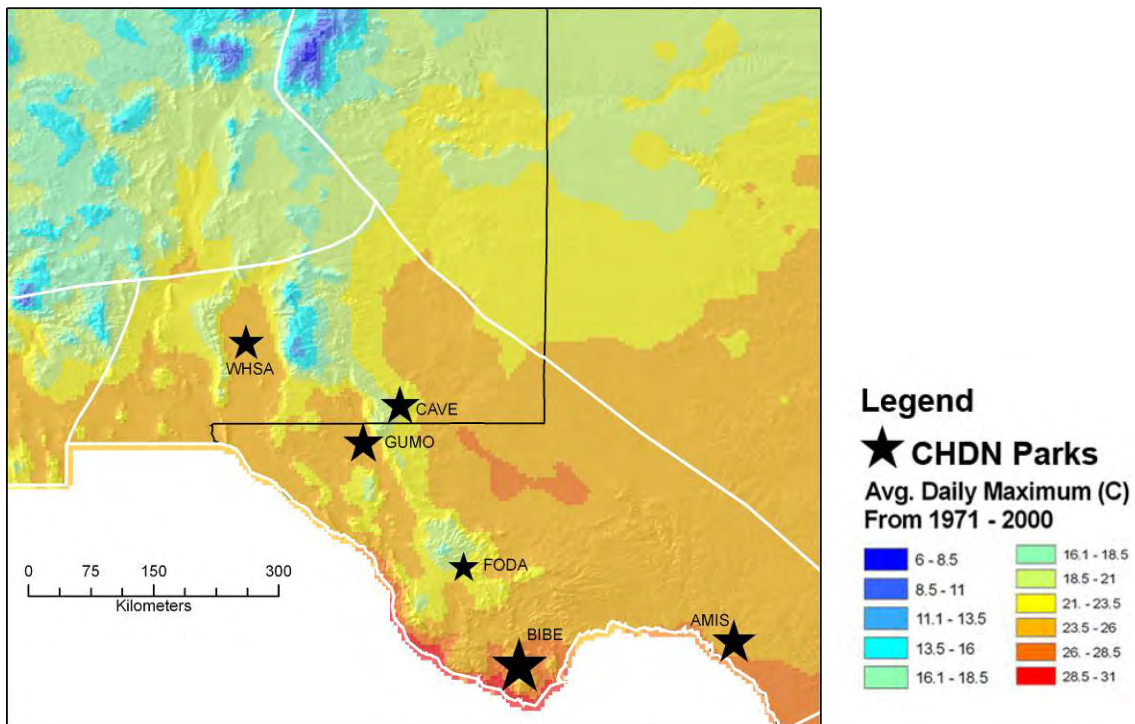 WHSA
CAVE
GUMO
FODA
BIBE
AMIS
0 75 150 300
Kilometers
Legend
CHDN Parks
Avg. Daily Maximum (C)
From 1971 - 2000
6 - 8.5
8.5 - 11
11.1 - 13.5
13.5 - 16
16.1 - 18.5
16.1 - 18.5
18.5 - 21
21. - 23.5
23.5 - 26
26. - 28.5
28.5 - 31